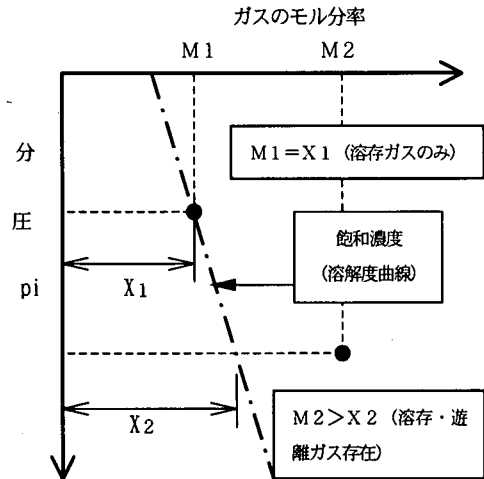 ガスのモル分率
M1
M2
分
圧
pi
M1=X1 (溶存ガスのみ)
飽和濃度
(溶解度曲線)
X1
X2
M2>X2 (溶存・遊
離ガス存在)